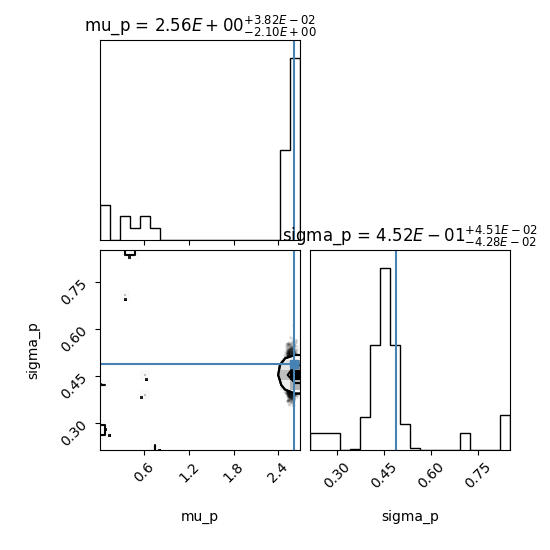 mu_p = 2.56E + 00 +3.82E − 02 −2.10E + 00
sigma_p = 4.52E − 01 +4.51E − 02 −4.28E − 02
0.75
0.60
0.45
0.30
sigma_p
0.6 1.2 1.8 2.4
mu_p
0.30 0.45 0.60 0.75
sigma_p